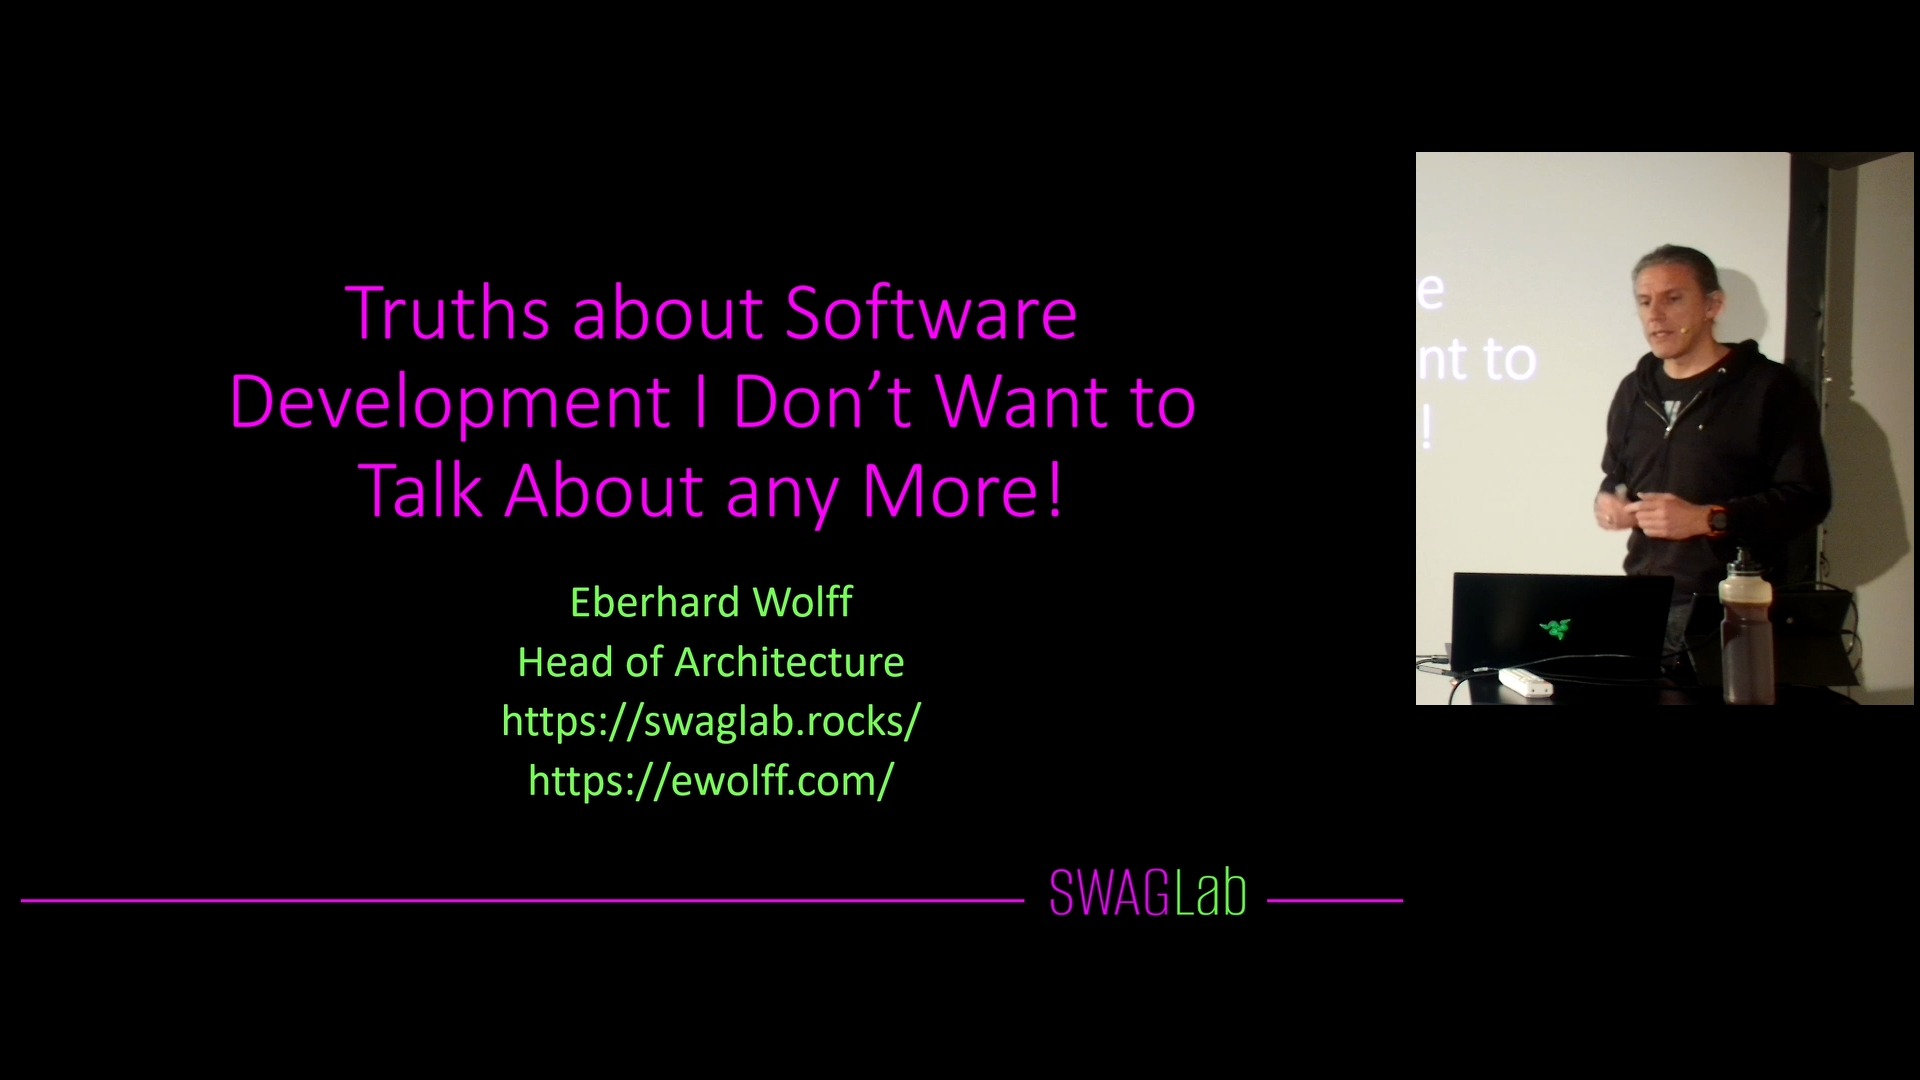 Truths about Software
Development I Don’t Want to
Talk About any More!
Eberhard Wolff
Head of Architecture
https://swaglab.rocks/
https://ewolff.com/
SWAGLab
e
nt to
!